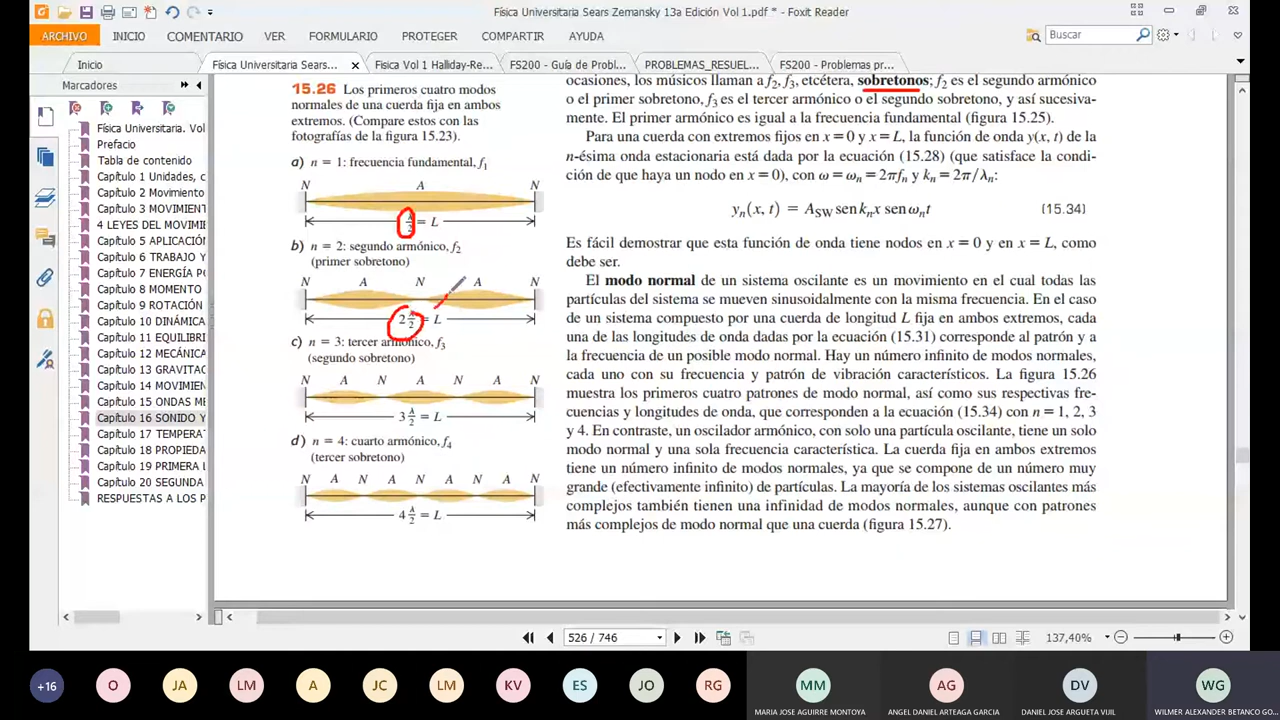 Física Universitaria Sears Zemansky 13a Edición Vol 1.pdf * - Foxit Reader
ARCHIVO INICIO COMENTARIO VER FORMULARIO PROTEGER COMPARTIR AYUDA Buscar
Inicio Física Universitaria Sears... Física Vol 1 Halliday-Re... FS200 - Guía de Probl... PROBLEMAS_RESUEL... FS200 - Problemas pr...
Marcadores
Física Universitaria. Vol
Prefacio
Tabla de contenido
Capítulo 1 Unidades, c
Capítulo 2 Movimiento
Capítulo 3 MOVIMIENT
4 LEYES DEL MOVIMI
Capítulo 5 APLICACIÓN
Capítulo 6 TRABAJO Y
Capítulo 7 ENERGÍA PO
Capítulo 8 MOMENTO
Capítulo 9 ROTACIÓN
Capítulo 10 DINÁMICA
Capítulo 11 EQUILIBRI
Capítulo 12 MECÁNICA
Capítulo 13 GRAVITAC
Capítulo 14 MOVIMIEN
Capítulo 15 ONDAS ME
Capítulo 16 SONIDO Y
Capítulo 17 TEMPERAT
Capítulo 18 PROPIEDA
Capítulo 19 PRIMERA L
Capítulo 20 SEGUNDA
RESPUESTAS A LOS P
15.26 Los primeros cuatro modos
normales de una cuerda fija en ambos
extremos. (Compare estos con las
fotografías de la figura 15.23).
a) n = 1: frecuencia fundamental, f1
N A N
λ/2 = L
b) n = 2: segundo armónico, f2
(primer sobretono)
N A N A N
2 λ/2 = L
c) n = 3: tercer armónico, f3
(segundo sobretono)
N A N A N A N
3 λ/2 = L
d) n = 4: cuarto armónico, f4
(tercer sobretono)
N A N A N A N A N
4 λ/2 = L
ocasiones, los músicos llaman a f2, f3, etcétera, sobretonos; f2 es el segundo armónico
o el primer sobretono, f3 es el tercer armónico o el segundo sobretono, y así sucesiva-
mente. El primer armónico es igual a la frecuencia fundamental (figura 15.25).
Para una cuerda con extremos fijos en x = 0 y x = L, la función de onda y(x, t) de la
n-ésima onda estacionaria está dada por la ecuación (15.28) (que satisface la condi-
ción de que haya un nodo en x = 0), con ω = ωn = 2πfn y kn = 2π/λn:
yn(x, t) = ASW sen knx sen ωnt (15.34)
Es fácil demostrar que esta función de onda tiene nodos en x = 0 y en x = L, como
debe ser.
El modo normal de un sistema oscilante es un movimiento en el cual todas las
partículas del sistema se mueven sinusoidalmente con la misma frecuencia. En el caso
de un sistema compuesto por una cuerda de longitud L fija en ambos extremos, cada
una de las longitudes de onda dadas por la ecuación (15.31) corresponde al patrón y a
la frecuencia de un posible modo normal. Hay un número infinito de modos normales,
cada uno con su frecuencia y patrón de vibración característicos. La figura 15.26
muestra los primeros cuatro patrones de modo normal, así como sus respectivas fre-
cuencias y longitudes de onda, que corresponden a la ecuación (15.34) con n = 1, 2, 3
y 4. En contraste, un oscilador armónico, con solo una partícula oscilante, tiene un solo
modo normal y una sola frecuencia característica. La cuerda fija en ambos extremos
tiene un número infinito de modos normales, ya que se compone de un número muy
grande (efectivamente infinito) de partículas. La mayoría de los sistemas oscilantes más
complejos también tienen una infinidad de modos normales, aunque con patrones
más complejos de modo normal que una cuerda (figura 15.27).
526 / 746 137,40%
+16 O JA LM A JC LM KV ES JO RG MM AG DV WG
MARIA JOSE AGUIRRE MONTOYA ANGEL DANIEL ARTEAGA GARCIA DANIEL JOSE ARGUETA VIJIL WILMER ALEXANDER BETANCO GO...